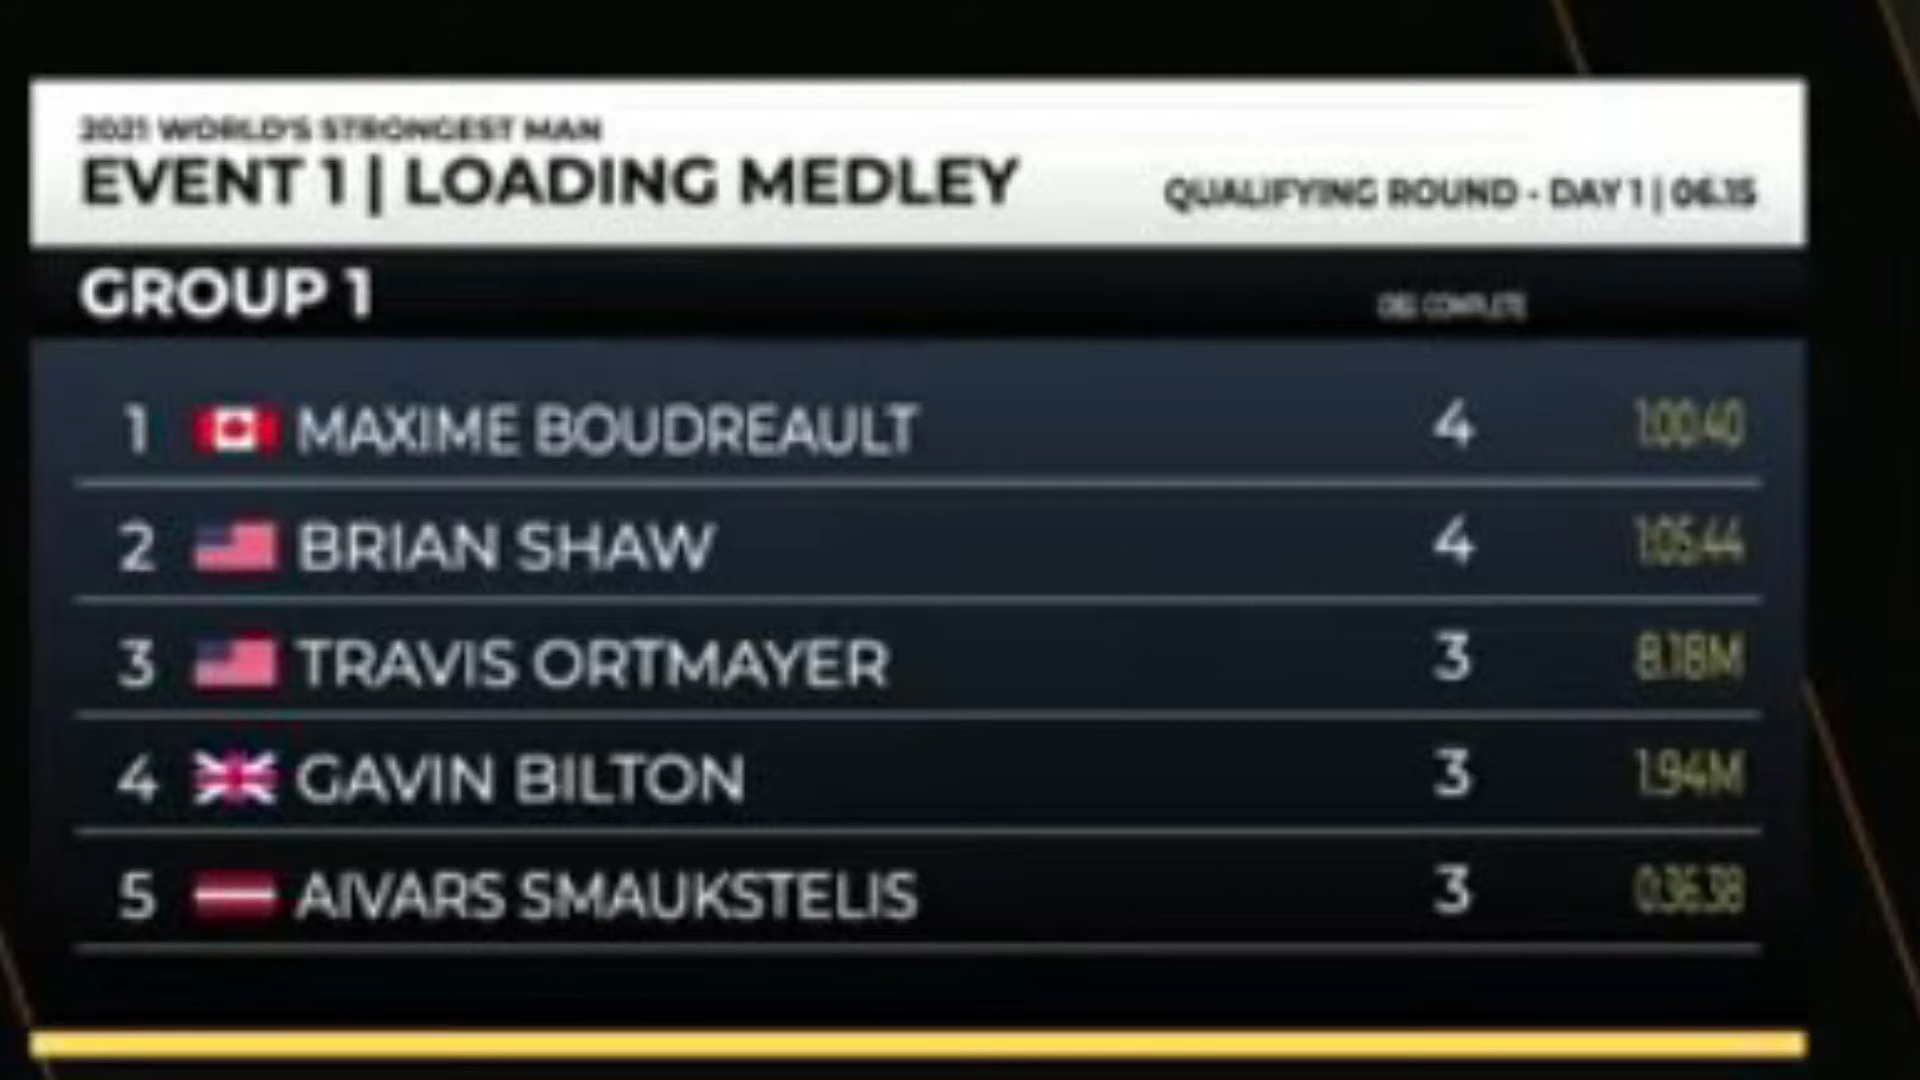 2021 WORLD'S STRONGEST MAN
EVENT 1 | LOADING MEDLEY
QUALIFYING ROUND - DAY 1 | 06.15
GROUP 1
OBJ. COMPLETE
1 MAXIME BOUDREAULT 4 1:00.40
2 BRIAN SHAW 4 1:05.44
3 TRAVIS ORTMAYER 3 8.18M
4 GAVIN BILTON 3 1.94M
5 AIVARS SMAUKSTELIS 3 0:36.38